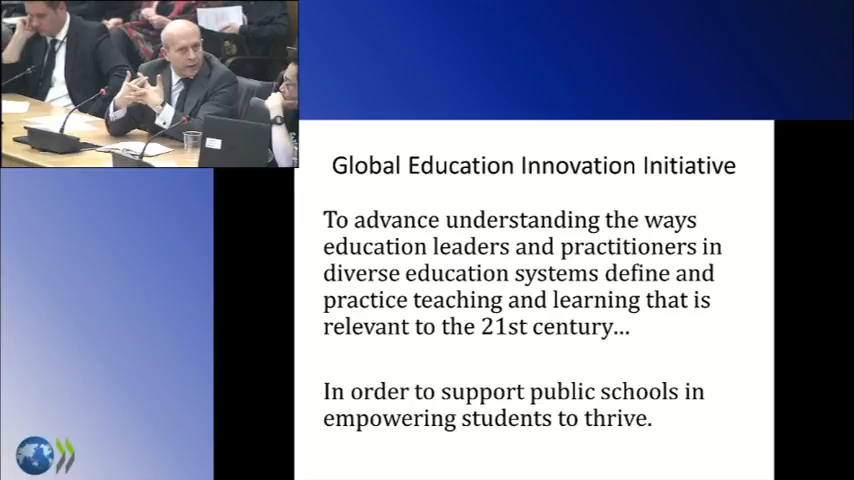 Global Education Innovation Initiative
To advance understanding the ways
education leaders and practitioners in
diverse education systems define and
practice teaching and learning that is
relevant to the 21st century...
In order to support public schools in
empowering students to thrive.